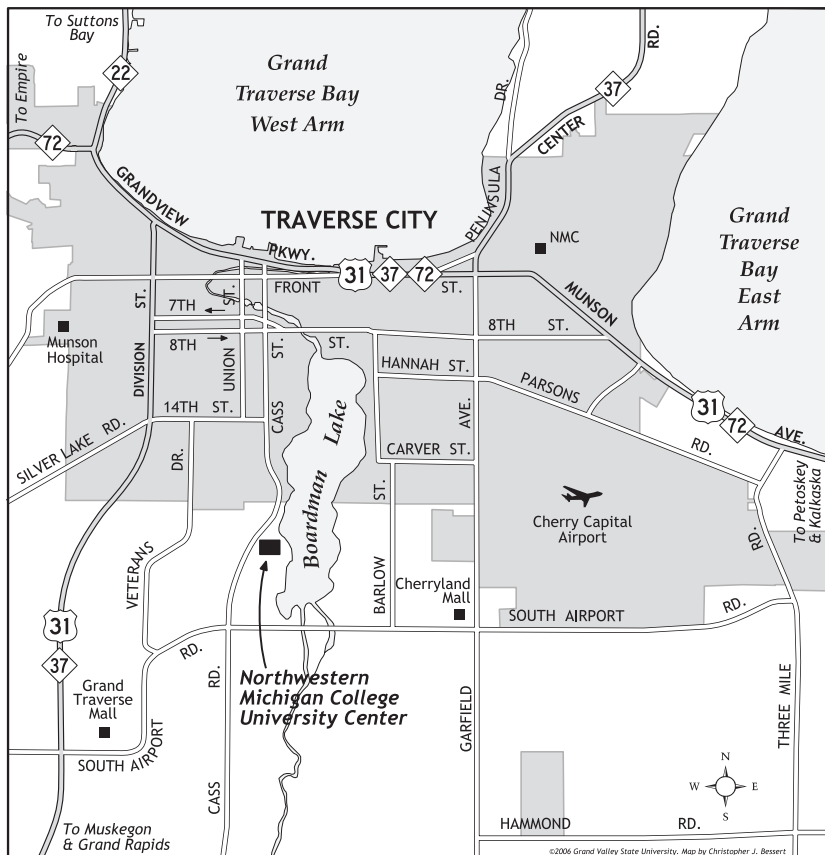 To Suttons
Bay
To Empire
22
72
Grand
Traverse Bay
West Arm
DR.
RD.
37
CENTER
PENINSULA
GRANDVIEW
PKWY.
TRAVERSE CITY
NMC
Grand
Traverse
Bay
East
Arm
31
37
72
FRONT
ST.
MUNSON
AVE.
ST.
7TH
ST.
8TH
ST.
8TH
ST.
Munson
Hospital
DIVISION
UNION
ST.
CASS
HANNAH ST.
PARSONS
RD.
31
72
14TH
ST.
SILVER LAKE RD.
DR.
VETERANS
Boardman Lake
AVE.
CARVER ST.
ST.
BARLOW
Cherry Capital
Airport
To Petoskey
& Kalkaska
RD.
Cherryland
Mall
SOUTH AIRPORT
RD.
31
37
RD.
RD.
Grand
Traverse
Mall
Northwestern
Michigan College
University Center
SOUTH AIRPORT
CASS
GARFIELD
THREE MILE
N
W
E
S
To Muskegon
& Grand Rapids
HAMMOND
RD.
©2006 Grand Valley State University. Map by Christopher J. Bessert